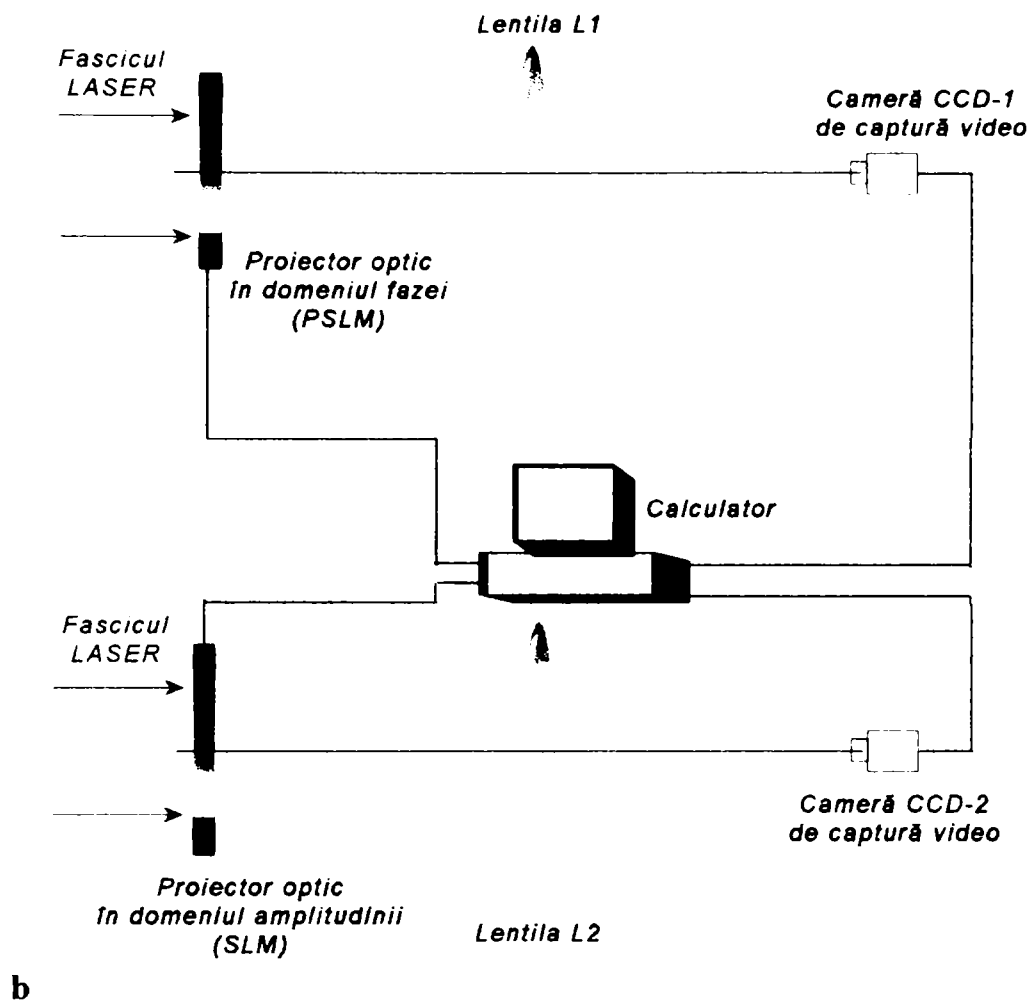 Lentila L1
Fascicul
LASER
Cameră CCD-1
de captură video
Proiector optic
în domeniul fazei
(PSLM)
Calculator
Fascicul
LASER
Cameră CCD-2
de captură video
Proiector optic
în domeniul amplitudinii
(SLM)
Lentila L2
b